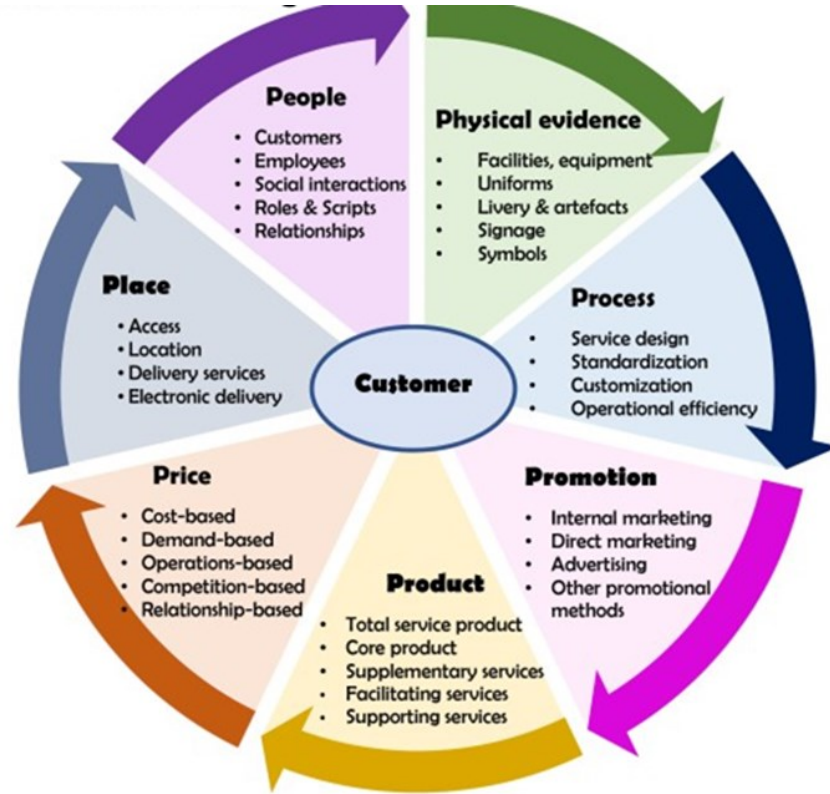 People
• Customers
• Employees
• Social interactions
• Roles & Scripts
• Relationships
Physical evidence
• Facilities, equipment
• Uniforms
• Livery & artefacts
• Signage
• Symbols
Process
• Service design
• Standardization
• Customization
• Operational efficiency
Promotion
• Internal marketing
• Direct marketing
• Advertising
• Other promotional
methods
Product
• Total service product
• Core product
• Supplementary services
• Facilitating services
• Supporting services
Price
• Cost-based
• Demand-based
• Operations-based
• Competition-based
• Relationship-based
Place
• Access
• Location
• Delivery services
• Electronic delivery
Customer